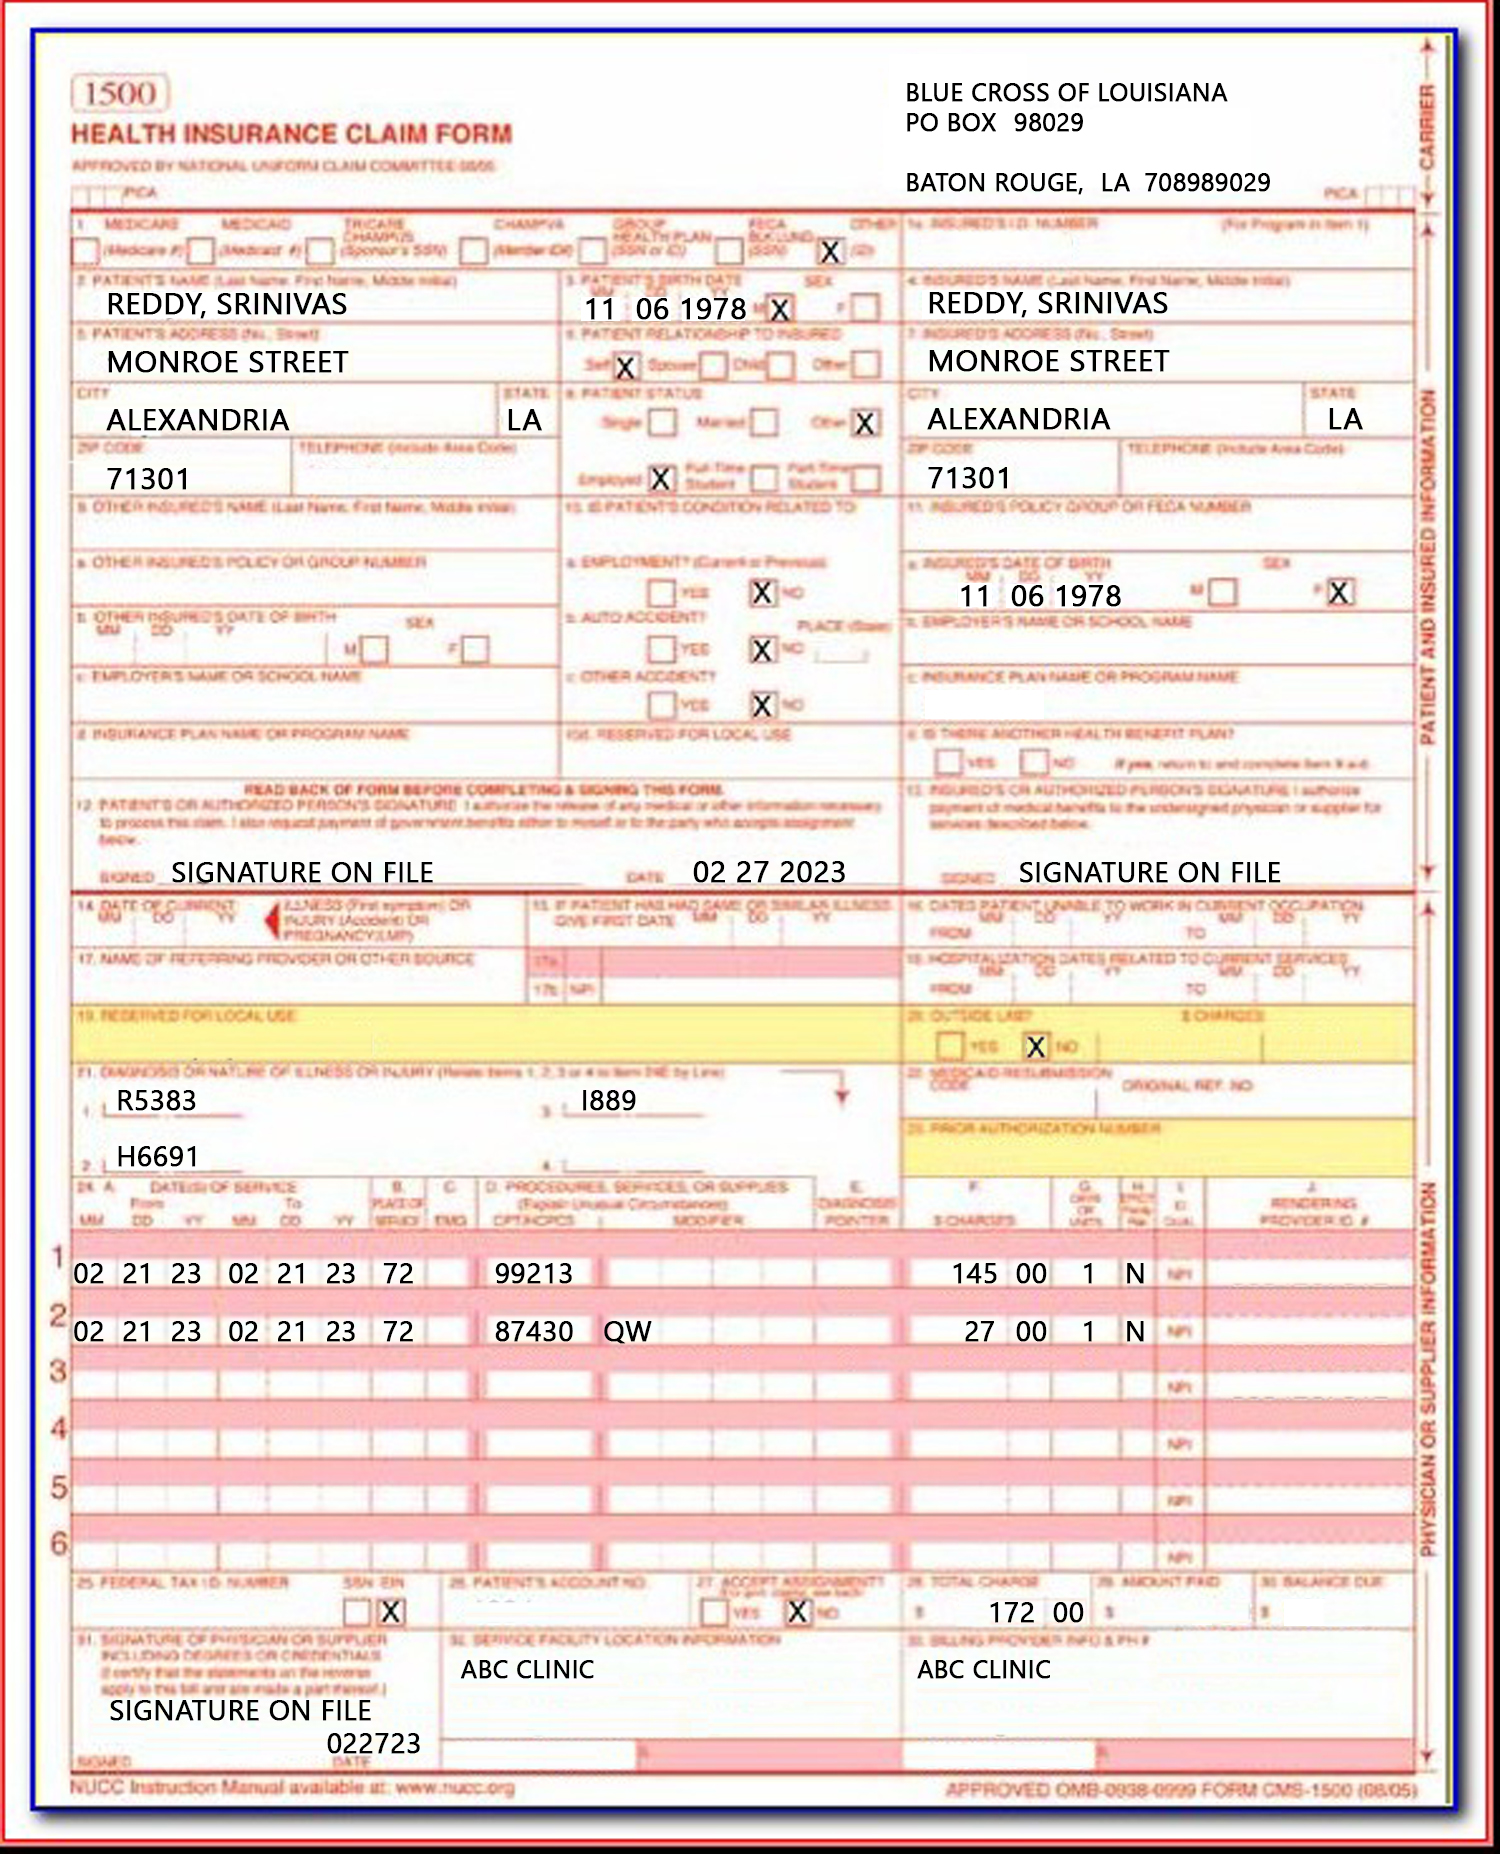 1500
HEALTH INSURANCE CLAIM FORM
APPROVED BY NATIONAL UNIFORM CLAIM COMMITTEE 08/05
PICA
BLUE CROSS OF LOUISIANA
PO BOX 98029
BATON ROUGE, LA 708989029
PICA
CARRIER
1. MEDICARE MEDICAID TRICARE CHAMPUS CHAMPVA GROUP HEALTH PLAN FECA BLK LUNG OTHER
(Medicare #) (Medicaid #) (Sponsor's SSN) (Member ID#) (SSN or ID) (SSN) X (ID)
1a. INSURED'S I.D. NUMBER (For Program in Item 1)
2. PATIENT'S NAME (Last Name, First Name, Middle Initial)
REDDY, SRINIVAS
3. PATIENT'S BIRTH DATE SEX
MM DD YY
11 06 1978 M X F
4. INSURED'S NAME (Last Name, First Name, Middle Initial)
REDDY, SRINIVAS
5. PATIENT'S ADDRESS (No., Street)
MONROE STREET
6. PATIENT RELATIONSHIP TO INSURED
Self X Spouse Child Other
7. INSURED'S ADDRESS (No., Street)
MONROE STREET
CITY STATE
ALEXANDRIA LA
8. PATIENT STATUS
Single Married Other X
CITY STATE
ALEXANDRIA LA
ZIP CODE TELEPHONE (Include Area Code)
71301
Employed X Full-Time Student Part-Time Student
ZIP CODE TELEPHONE (Include Area Code)
71301
9. OTHER INSURED'S NAME (Last Name, First Name, Middle Initial)
10. IS PATIENT'S CONDITION RELATED TO
11. INSURED'S POLICY GROUP OR FECA NUMBER
a. OTHER INSURED'S POLICY OR GROUP NUMBER
a. EMPLOYMENT? (Current or Previous)
YES X NO
a. INSURED'S DATE OF BIRTH SEX
MM DD YY
11 06 1978 M F X
b. OTHER INSURED'S DATE OF BIRTH SEX
MM DD YY
M F
b. AUTO ACCIDENT? PLACE (State)
YES X NO
b. EMPLOYER'S NAME OR SCHOOL NAME
c. EMPLOYER'S NAME OR SCHOOL NAME
c. OTHER ACCIDENT?
YES X NO
c. INSURANCE PLAN NAME OR PROGRAM NAME
d. INSURANCE PLAN NAME OR PROGRAM NAME
10d. RESERVED FOR LOCAL USE
d. IS THERE ANOTHER HEALTH BENEFIT PLAN?
YES NO If yes, return to and complete item 9 a-d.
PATIENT AND INSURED INFORMATION
READ BACK OF FORM BEFORE COMPLETING & SIGNING THIS FORM.
12. PATIENT'S OR AUTHORIZED PERSON'S SIGNATURE I authorize the release of any medical or other information necessary
to process this claim. I also request payment of government benefits either to myself or to the party who accepts assignment
below.
SIGNED SIGNATURE ON FILE DATE 02 27 2023
13. INSURED'S OR AUTHORIZED PERSON'S SIGNATURE I authorize
payment of medical benefits to the undersigned physician or supplier for
services described below.
SIGNED SIGNATURE ON FILE
14. DATE OF CURRENT
MM DD YY
ILLNESS (First symptom) OR
INJURY (Accident) OR
PREGNANCY(LMP)
15. IF PATIENT HAS HAD SAME OR SIMILAR ILLNESS
GIVE FIRST DATE MM DD YY
16. DATES PATIENT UNABLE TO WORK IN CURRENT OCCUPATION
MM DD YY MM DD YY
FROM TO
17. NAME OF REFERRING PROVIDER OR OTHER SOURCE
17a.
17b. NPI
18. HOSPITALIZATION DATES RELATED TO CURRENT SERVICES
MM DD YY MM DD YY
FROM TO
19. RESERVED FOR LOCAL USE
20. OUTSIDE LAB? $ CHARGES
YES X NO
21. DIAGNOSIS OR NATURE OF ILLNESS OR INJURY (Relate Items 1, 2, 3 or 4 to Item 24E by Line)
1. R5383 3. I889
2. H6691 4.
22. MEDICAID RESUBMISSION
CODE ORIGINAL REF. NO.
23. PRIOR AUTHORIZATION NUMBER
24. A. DATE(S) OF SERVICE B. C. D. PROCEDURES, SERVICES, OR SUPPLIES E. F. G. H. I. J.
From To PLACE OF (Explain Unusual Circumstances) DIAGNOSIS DAYS OR ID RENDERING
MM DD YY MM DD YY SERVICE EMG CPT/HCPCS MODIFIER POINTER $ CHARGES UNITS QUAL PROVIDER ID. #
1 02 21 23 02 21 23 72 99213 145 00 1 N NPI
2 02 21 23 02 21 23 72 87430 QW 27 00 1 N NPI
3 NPI
4 NPI
5 NPI
6 NPI
25. FEDERAL TAX I.D. NUMBER SSN EIN
X
26. PATIENT'S ACCOUNT NO.
27. ACCEPT ASSIGNMENT?
YES X NO
28. TOTAL CHARGE
$ 172 00
29. AMOUNT PAID
$
30. BALANCE DUE
$
31. SIGNATURE OF PHYSICIAN OR SUPPLIER
INCLUDING DEGREES OR CREDENTIALS
(I certify that the statements on the reverse
apply to this bill and are made a part thereof.)
SIGNATURE ON FILE
022723
SIGNED DATE
32. SERVICE FACILITY LOCATION INFORMATION
ABC CLINIC
33. BILLING PROVIDER INFO & PH #
ABC CLINIC
PHYSICIAN OR SUPPLIER INFORMATION
NUCC Instruction Manual available at: www.nucc.org
APPROVED OMB-0938-0999 FORM CMS-1500 (08/05)